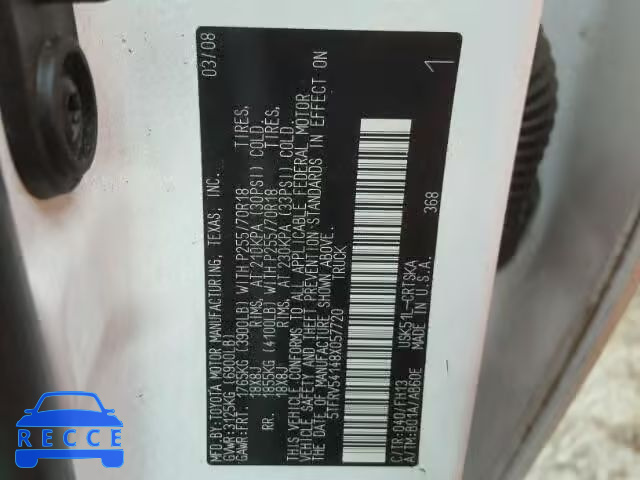 MFD.BY:TOYOTA MOTOR MANUFACTURING, TEXAS, INC. 03/08
GVWR:3125KG (6900LB)
GAWR:FRT. 1765KG (3900LB) WITH P255/70R18 TIRES,
18X8J RIMS, AT 210KPA (30PSI) COLD.
RR. 1855KG (4100LB) WITH P255/70R18 TIRES,
18X8J RIMS, AT 230KPA (33PSI) COLD.
THIS VEHICLE CONFORMS TO ALL APPLICABLE FEDERAL MOTOR
VEHICLE SAFETY AND THEFT PREVENTION STANDARDS IN EFFECT ON
THE DATE OF MANUFACTURE SHOWN ABOVE.
5TFRV54148X057720 TRUCK
368 1
C/TR:040/FH13 USK51L-CRTSKA
A/TM:B01A/AB60E MADE IN U.S.A.